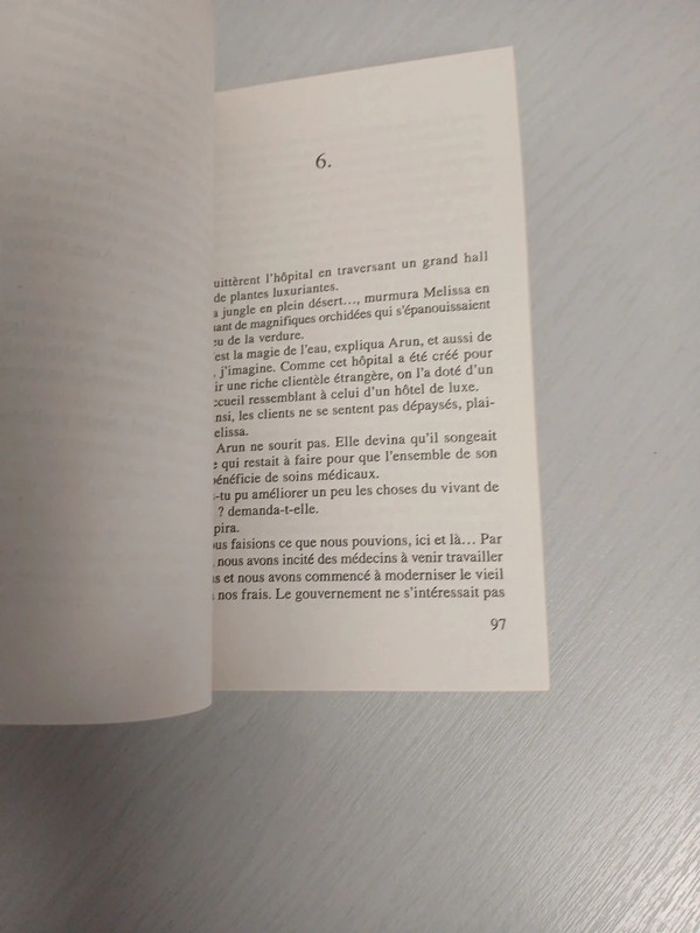 6.
uittèrent l'hôpital en traversant un grand hall
de plantes luxuriantes.
a jungle en plein désert..., murmura Melissa en
uant de magnifiques orchidées qui s'épanouissaient
eu de la verdure.
'est la magie de l'eau, expliqua Arun, et aussi de
, j'imagine. Comme cet hôpital a été créé pour
ir une riche clientèle étrangère, on l'a doté d'un
ccueil ressemblant à celui d'un hôtel de luxe.
nsi, les clients ne se sentent pas dépaysés, plai-
elissa.
Arun ne sourit pas. Elle devina qu'il songeait
e qui restait à faire pour que l'ensemble de son
bénéficie de soins médicaux.
s-tu pu améliorer un peu les choses du vivant de
? demanda-t-elle.
pira.
ous faisions ce que nous pouvions, ici et là... Par
, nous avons incité des médecins à venir travailler
ns et nous avons commencé à moderniser le vieil
à nos frais. Le gouvernement ne s'intéressait pas
97